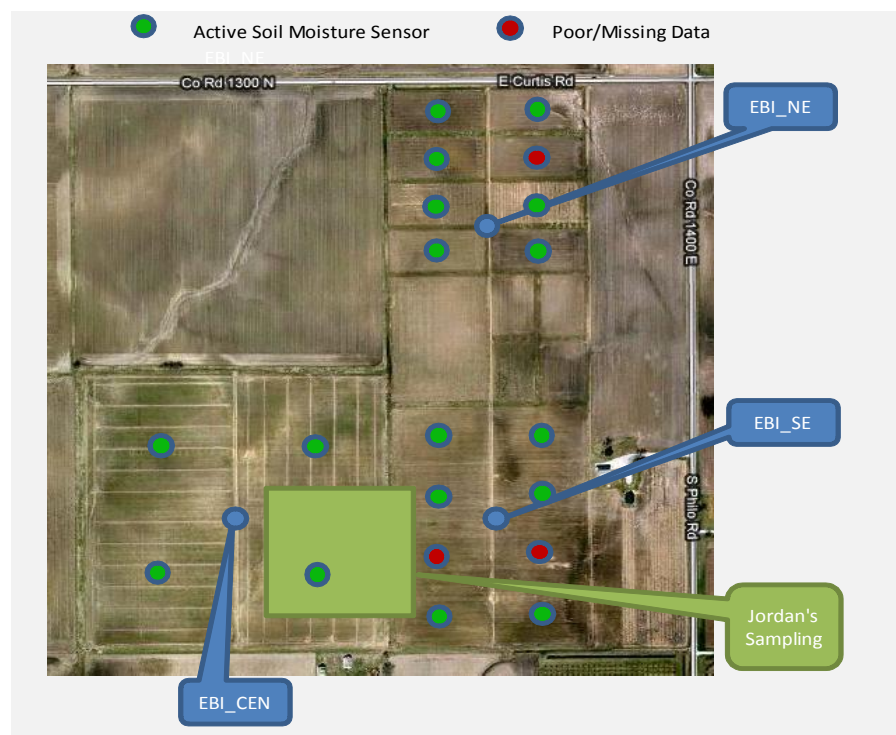 Active Soil Moisture Sensor
Poor/Missing Data
EBI_NE
Co Rd 1300 N
E Curtis Rd
EBI_NE
Co Rd 1400 E
EBI_SE
S Philo Rd
Jordan's
Sampling
EBI_CEN